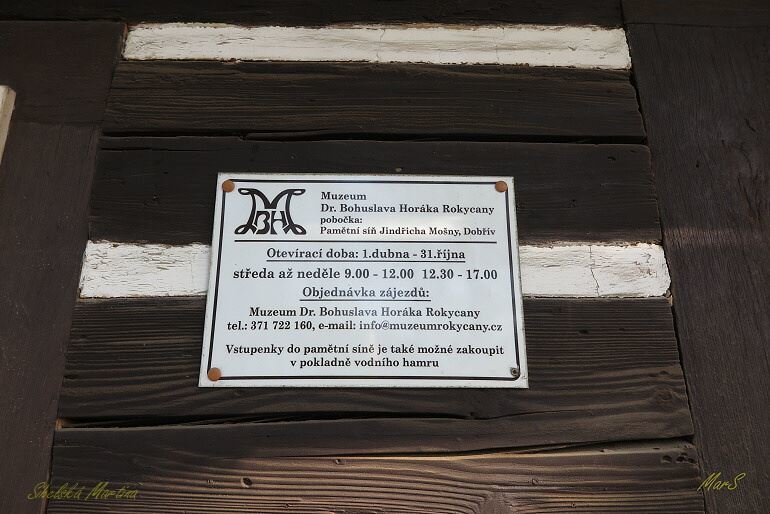 MBH
Muzeum
Dr. Bohuslava Horáka Rokycany
pobočka:
Pamětní síň Jindřicha Mošny, Dobřív
Otevírací doba: 1.dubna - 31.října
středa až neděle 9.00 - 12.00 12.30 - 17.00
Objednávka zájezdů:
Muzeum Dr. Bohuslava Horáka Rokycany
tel.: 371 722 160, e-mail: info@muzeumrokycany.cz
Vstupenky do pamětní síně je také možné zakoupit
v pokladně vodního hamru
MarS